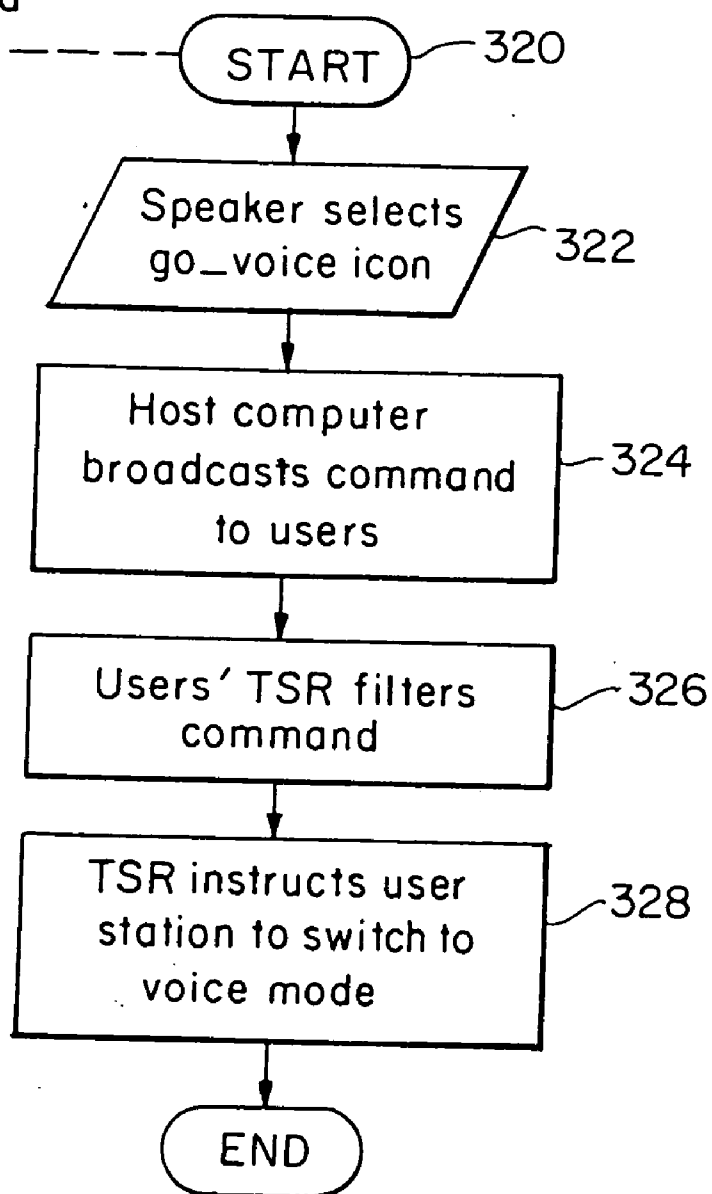 START
320
Speaker selects
go_voice icon
322
Host computer
broadcasts command
to users
324
Users' TSR filters
command
326
TSR instructs user
station to switch to
voice mode
328
END